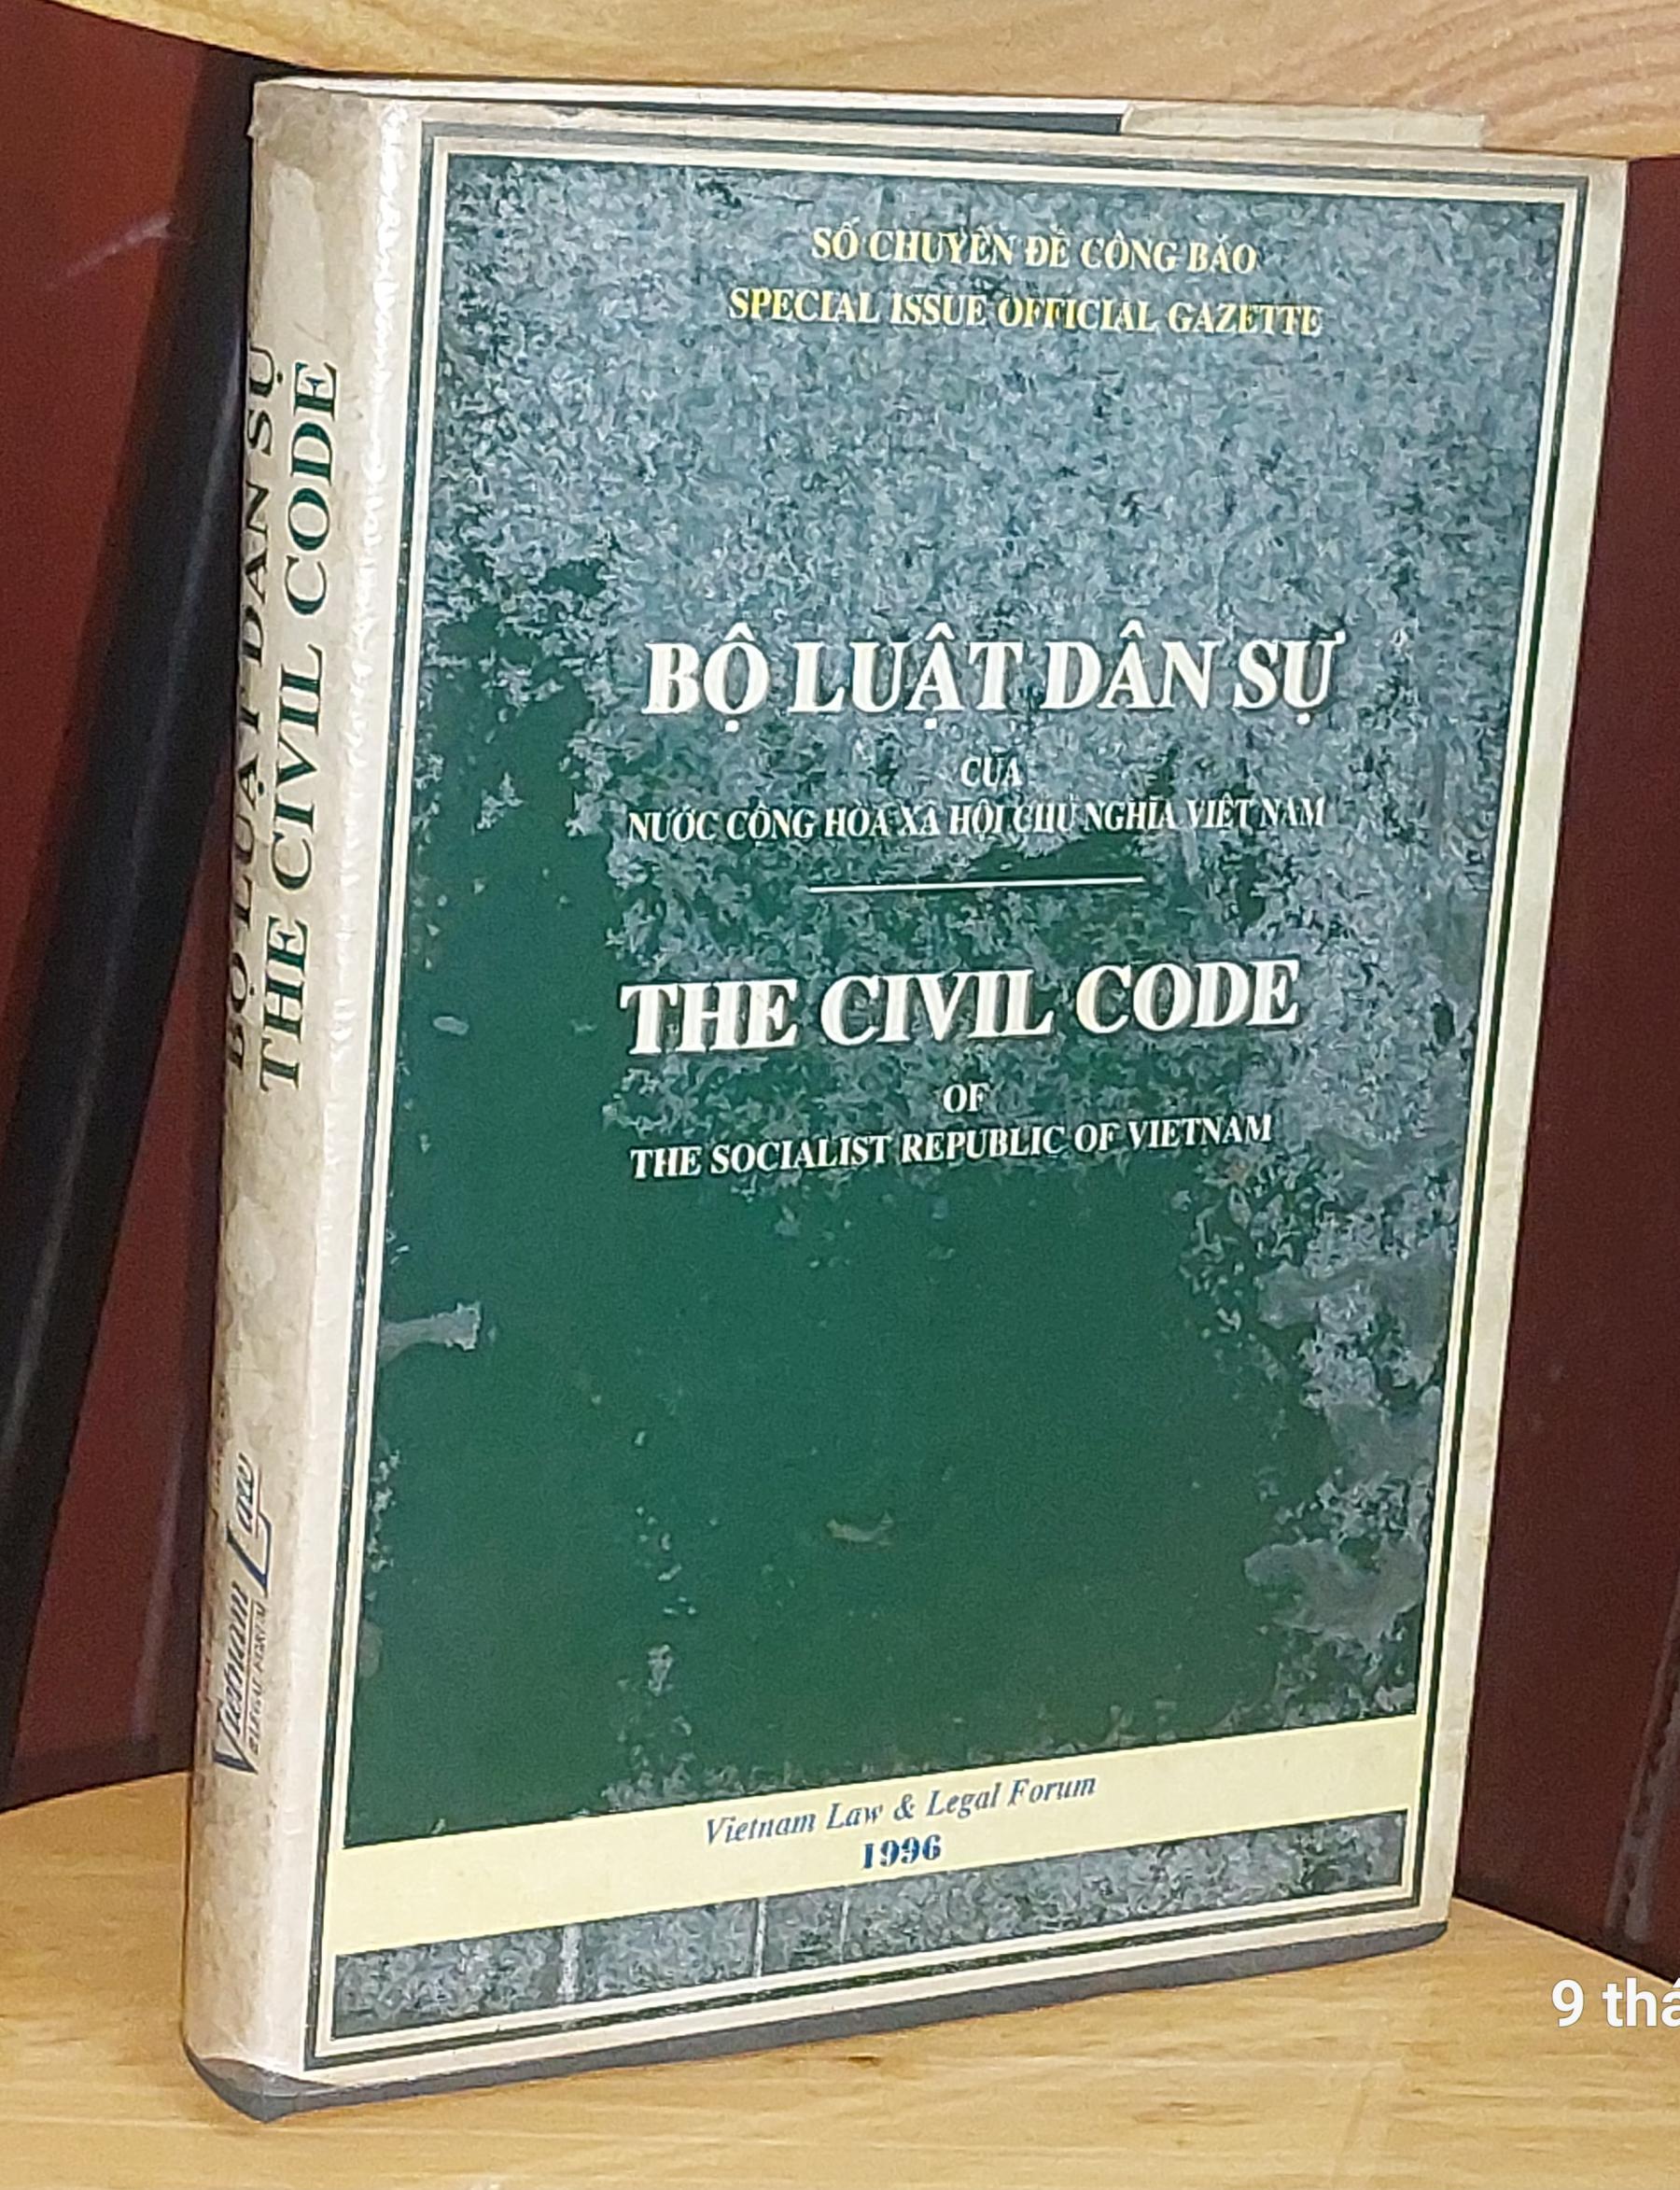 SỐ CHUYÊN ĐỀ CÔNG BÁO
SPECIAL ISSUE OFFICIAL GAZETTE
BỘ LUẬT DÂN SỰ
CỦA
NƯỚC CỘNG HÒA XÃ HỘI CHỦ NGHĨA VIỆT NAM
THE CIVIL CODE
OF
THE SOCIALIST REPUBLIC OF VIETNAM
Vietnam Law & Legal Forum
1996
BỘ LUẬT DÂN SỰ
THE CIVIL CODE
Vietnam Law
& LEGAL FORUM
9 thá